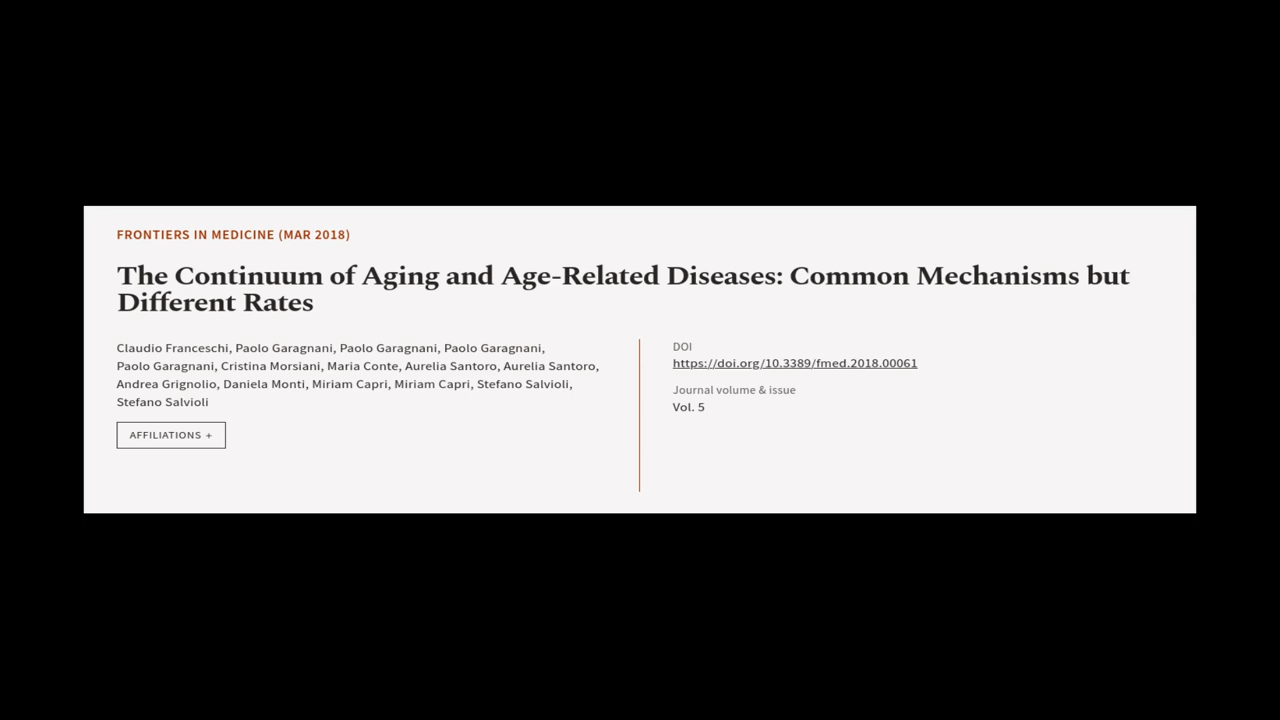 FRONTIERS IN MEDICINE (MAR 2018)
The Continuum of Aging and Age-Related Diseases: Common Mechanisms but
Different Rates
Claudio Franceschi, Paolo Garagnani, Paolo Garagnani, Paolo Garagnani,
Paolo Garagnani, Cristina Morsiani, Maria Conte, Aurelia Santoro, Aurelia Santoro,
Andrea Grignolio, Daniela Monti, Miriam Capri, Miriam Capri, Stefano Salvioli,
Stefano Salvioli
AFFILIATIONS +
DOI
https://doi.org/10.3389/fmed.2018.00061
Journal volume & issue
Vol. 5